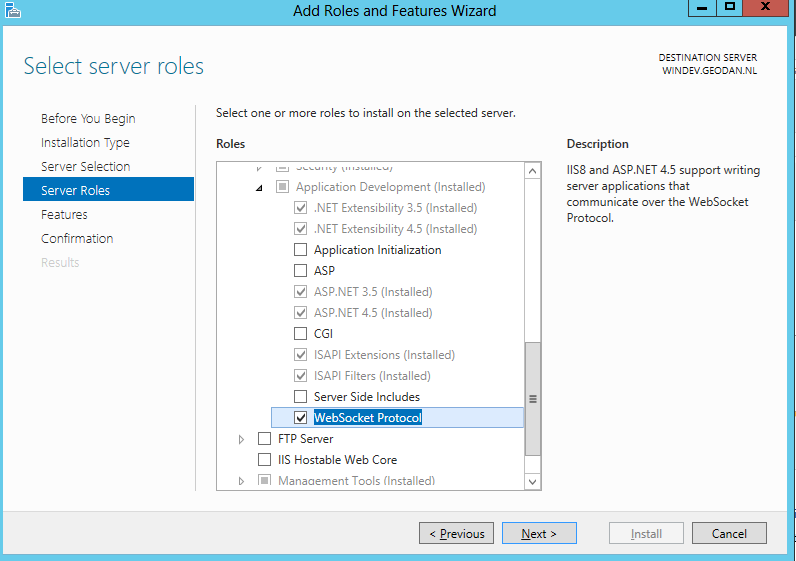 Add Roles and Features Wizard
Select server roles
DESTINATION SERVER
WINDEV.GEODAN.NL
Before You Begin
Installation Type
Server Selection
Server Roles
Features
Confirmation
Results
Select one or more roles to install on the selected server.
Roles
Security (Installed)
Application Development (Installed)
.NET Extensibility 3.5 (Installed)
.NET Extensibility 4.5 (Installed)
Application Initialization
ASP
ASP.NET 3.5 (Installed)
ASP.NET 4.5 (Installed)
CGI
ISAPI Extensions (Installed)
ISAPI Filters (Installed)
Server Side Includes
WebSocket Protocol
FTP Server
IIS Hostable Web Core
Management Tools (Installed)
Description
IIS8 and ASP.NET 4.5 support writing
server applications that
communicate over the WebSocket
Protocol.
< Previous
Next >
Install
Cancel